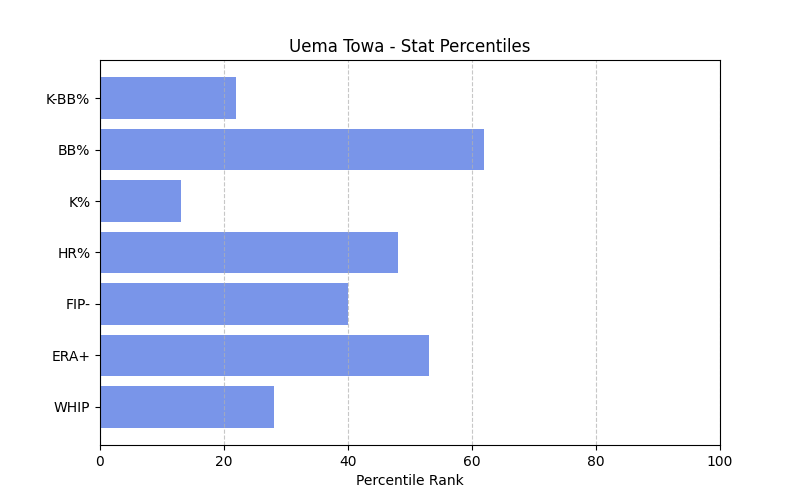 Uema Towa - Stat Percentiles
K-BB%
BB%
K%
HR%
FIP-
ERA+
WHIP
0 20 40 60 80 100
Percentile Rank